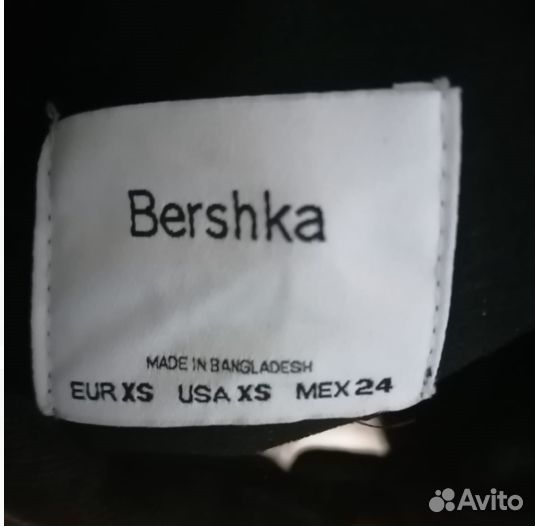 Bershka
MADE IN BANGLADESH
EUR XS USA XS MEX 24
Avito